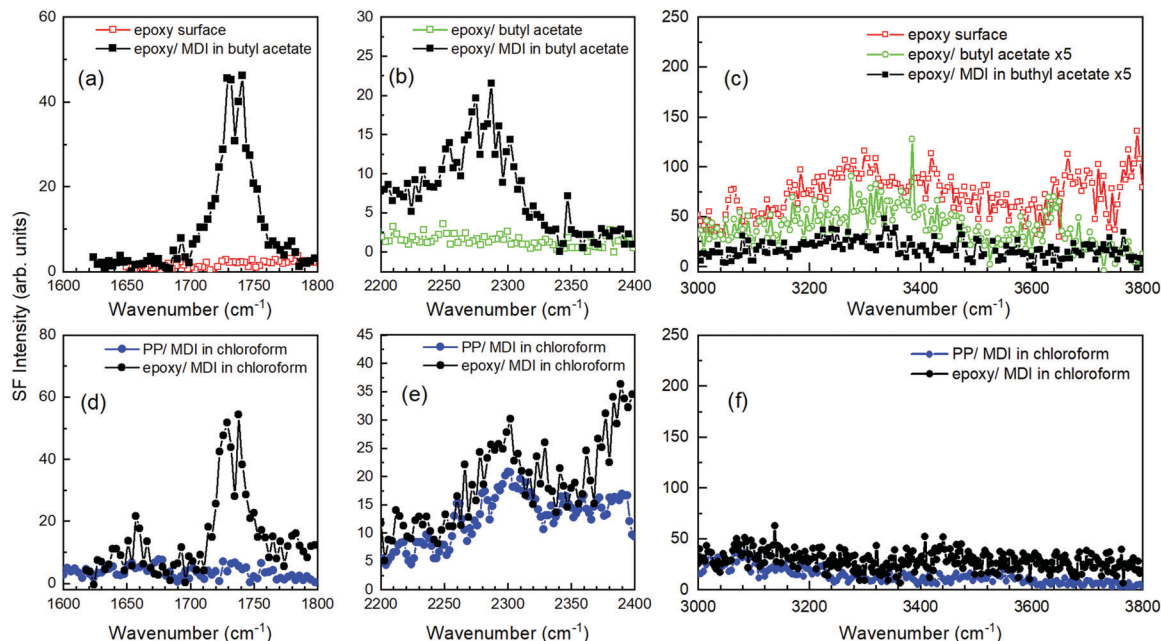 SF Intensity (arb. units)
(a)
epoxy surface
epoxy/ MDI in butyl acetate
60
40
20
0
1600
1650
1700
1750
1800
Wavenumber (cm⁻¹)
(b)
epoxy/ butyl acetate
epoxy/ MDI in butyl acetate
30
25
20
15
10
5
0
2200
2300
2400
Wavenumber (cm⁻¹)
(c)
epoxy surface
epoxy/ butyl acetate x5
epoxy/ MDI in buthyl acetate x5
250
200
150
100
50
0
3000
3200
3400
3600
3800
Wavenumber (cm⁻¹)
(d)
PP/ MDI in chloroform
epoxy/ MDI in chloroform
80
60
40
20
0
1600
1650
1700
1750
1800
Wavenumber (cm⁻¹)
(e)
PP/ MDI in chloroform
epoxy/ MDI in chloroform
45
40
35
30
25
20
15
10
5
0
2200
2300
2400
Wavenumber (cm⁻¹)
(f)
PP/ MDI in chloroform
epoxy/ MDI in chloroform
250
200
150
100
50
0
3000
3200
3400
3600
3800
Wavenumber (cm⁻¹)